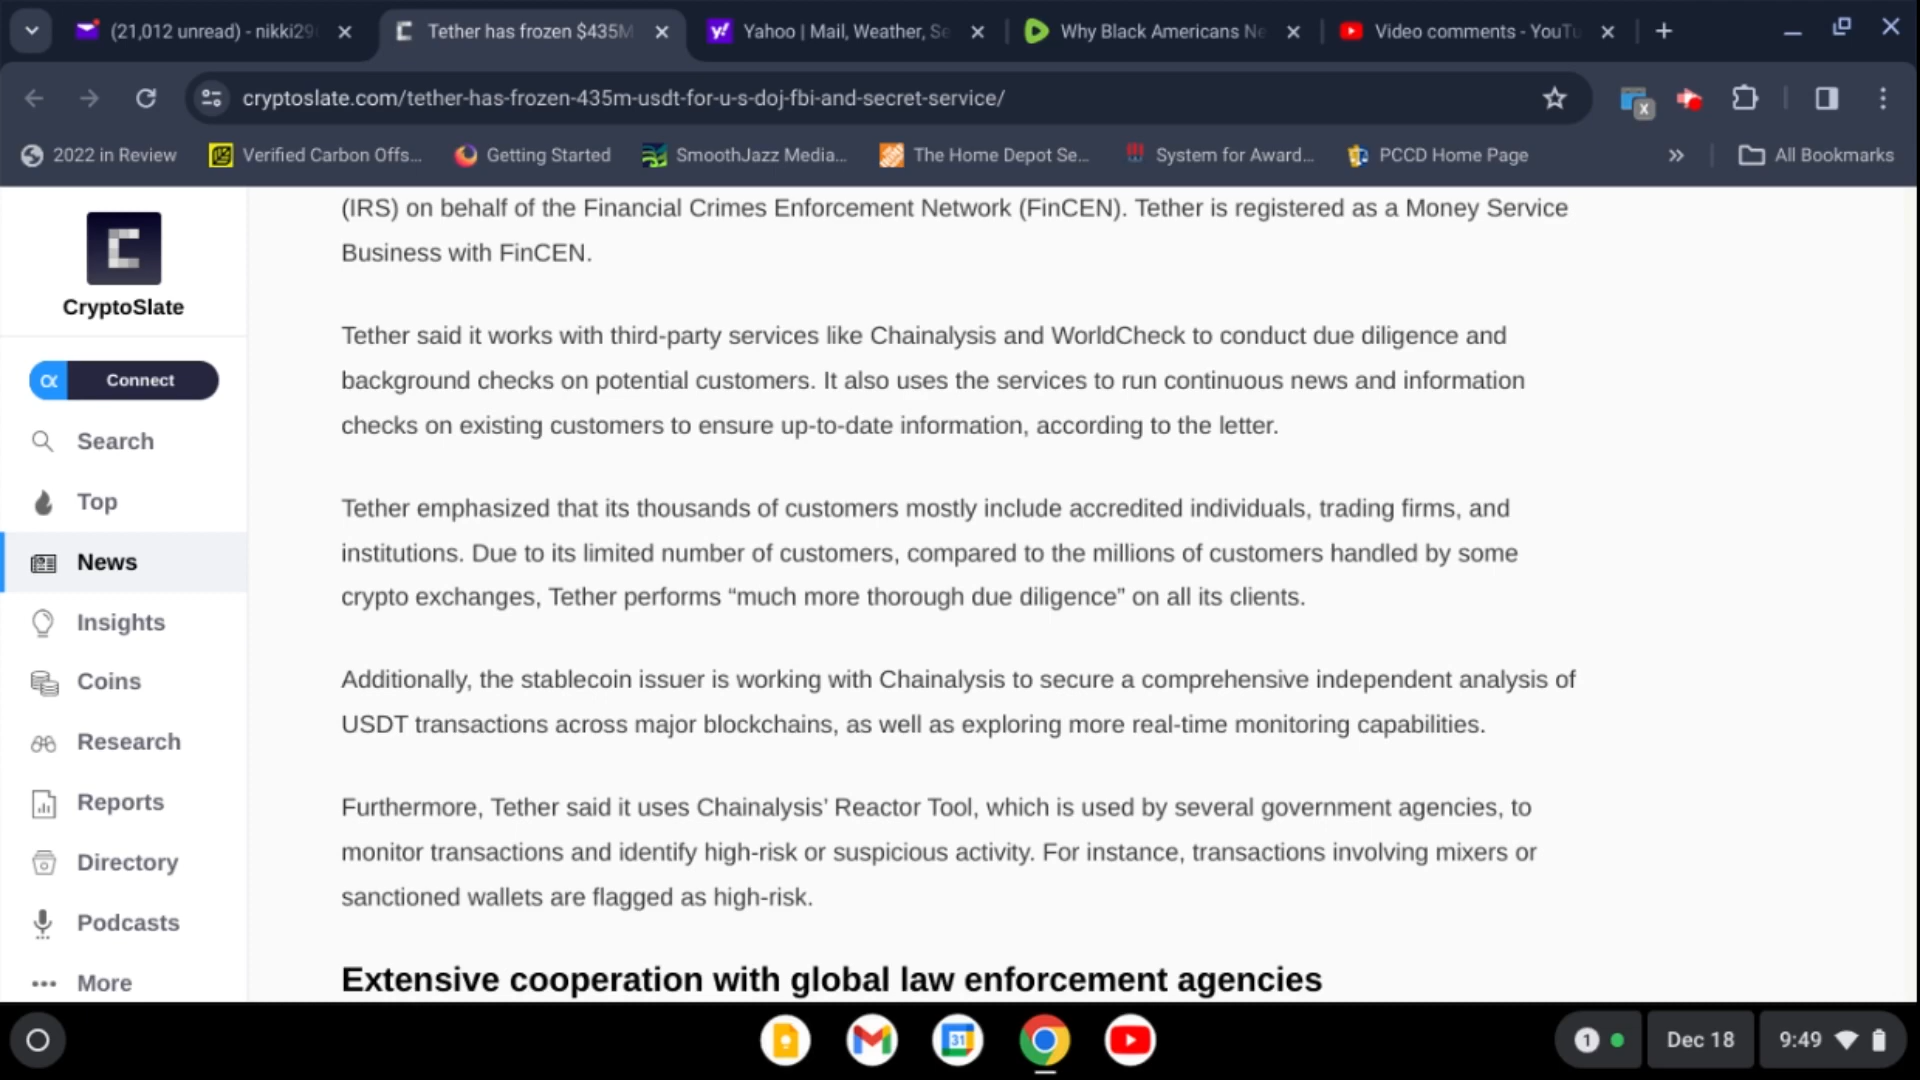 (21,012 unread) - nikki29
Tether has frozen $435M
Yahoo | Mail, Weather, Se
Why Black Americans Ne
Video comments - YouTu
cryptoslate.com/tether-has-frozen-435m-usdt-for-u-s-doj-fbi-and-secret-service/
2022 in Review
Verified Carbon Offs...
Getting Started
SmoothJazz Media...
The Home Depot Se...
System for Award...
PCCD Home Page
All Bookmarks
CryptoSlate
Connect
Search
Top
News
Insights
Coins
Research
Reports
Directory
Podcasts
More
(IRS) on behalf of the Financial Crimes Enforcement Network (FinCEN). Tether is registered as a Money Service
Business with FinCEN.
Tether said it works with third-party services like Chainalysis and WorldCheck to conduct due diligence and
background checks on potential customers. It also uses the services to run continuous news and information
checks on existing customers to ensure up-to-date information, according to the letter.
Tether emphasized that its thousands of customers mostly include accredited individuals, trading firms, and
institutions. Due to its limited number of customers, compared to the millions of customers handled by some
crypto exchanges, Tether performs “much more thorough due diligence” on all its clients.
Additionally, the stablecoin issuer is working with Chainalysis to secure a comprehensive independent analysis of
USDT transactions across major blockchains, as well as exploring more real-time monitoring capabilities.
Furthermore, Tether said it uses Chainalysis’ Reactor Tool, which is used by several government agencies, to
monitor transactions and identify high-risk or suspicious activity. For instance, transactions involving mixers or
sanctioned wallets are flagged as high-risk.
Extensive cooperation with global law enforcement agencies
31
1
Dec 18
9:49